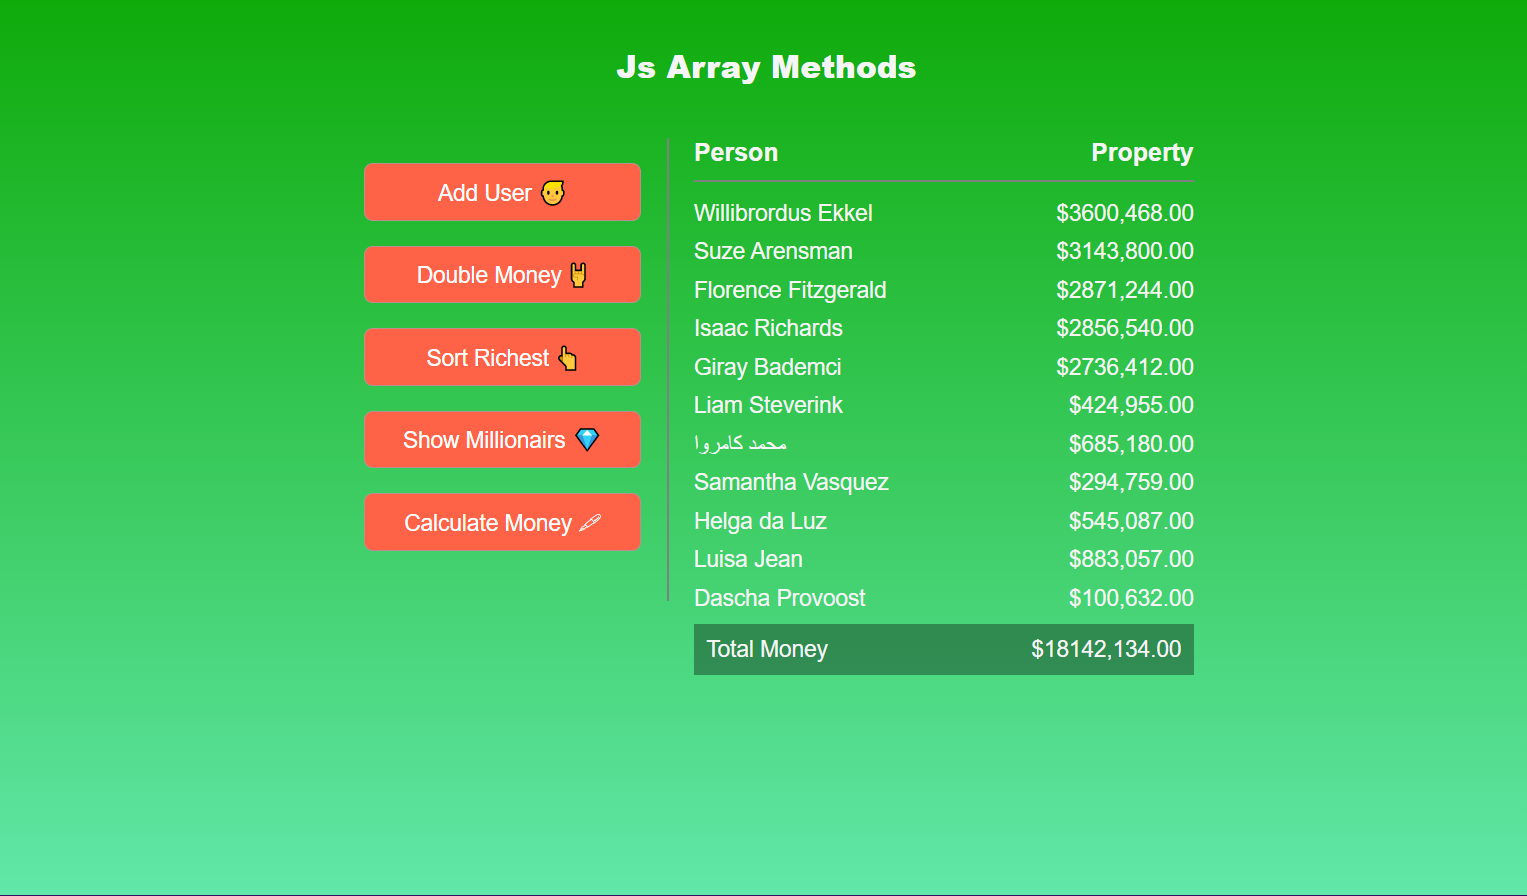 Js Array Methods
Add User 👱
Double Money 🤘
Sort Richest 👆
Show Millionairs 💎
Calculate Money 🖋
Person Property
Willibrordus Ekkel $3600,468.00
Suze Arensman $3143,800.00
Florence Fitzgerald $2871,244.00
Isaac Richards $2856,540.00
Giray Bademci $2736,412.00
Liam Steverink $424,955.00
محمد کامروا $685,180.00
Samantha Vasquez $294,759.00
Helga da Luz $545,087.00
Luisa Jean $883,057.00
Dascha Provoost $100,632.00
Total Money $18142,134.00